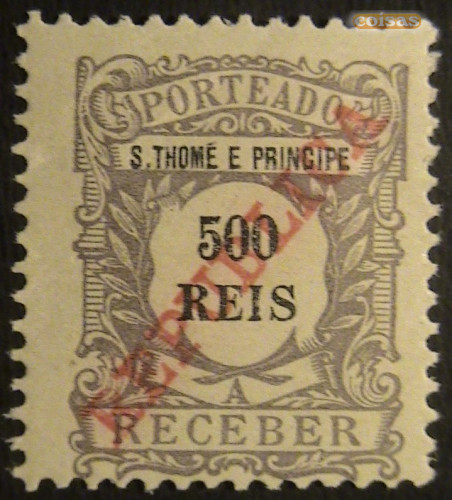 coisas
PORTEADO
S. THOMÉ E PRINCIPE
500
REIS
REPUBLICA
A
RECEBER